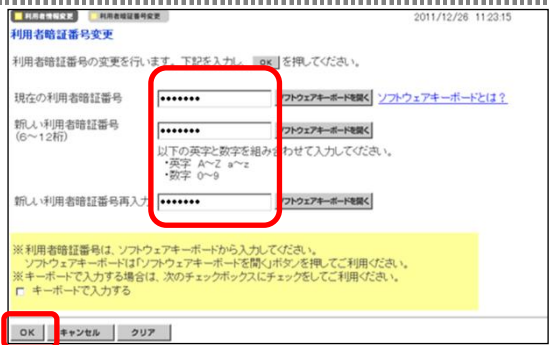 利用者情報変更 利用者暗証番号変更 2011/12/26 11:23:15
利用者暗証番号変更
利用者暗証番号の変更を行います。下記を入力し、 OK を押してください。
現在の利用者暗証番号 ●●●●●●● ソフトウェアキーボードを開く ソフトウェアキーボードとは？
新しい利用者暗証番号 ●●●●●●● ソフトウェアキーボードを開く
(6～12桁)
以下の英字と数字を組み合わせて入力してください。
・英字 A～Z a～z
・数字 0～9
新しい利用者暗証番号再入力 ●●●●●●● ソフトウェアキーボードを開く
※利用者暗証番号は、ソフトウェアキーボードから入力してください。
ソフトウェアキーボードは「ソフトウェアキーボードを開く」ボタンを押してご利用ください。
※キーボードで入力する場合は、次のチェックボックスにチェックをしてご利用ください。
キーボードで入力する
OK キャンセル クリア